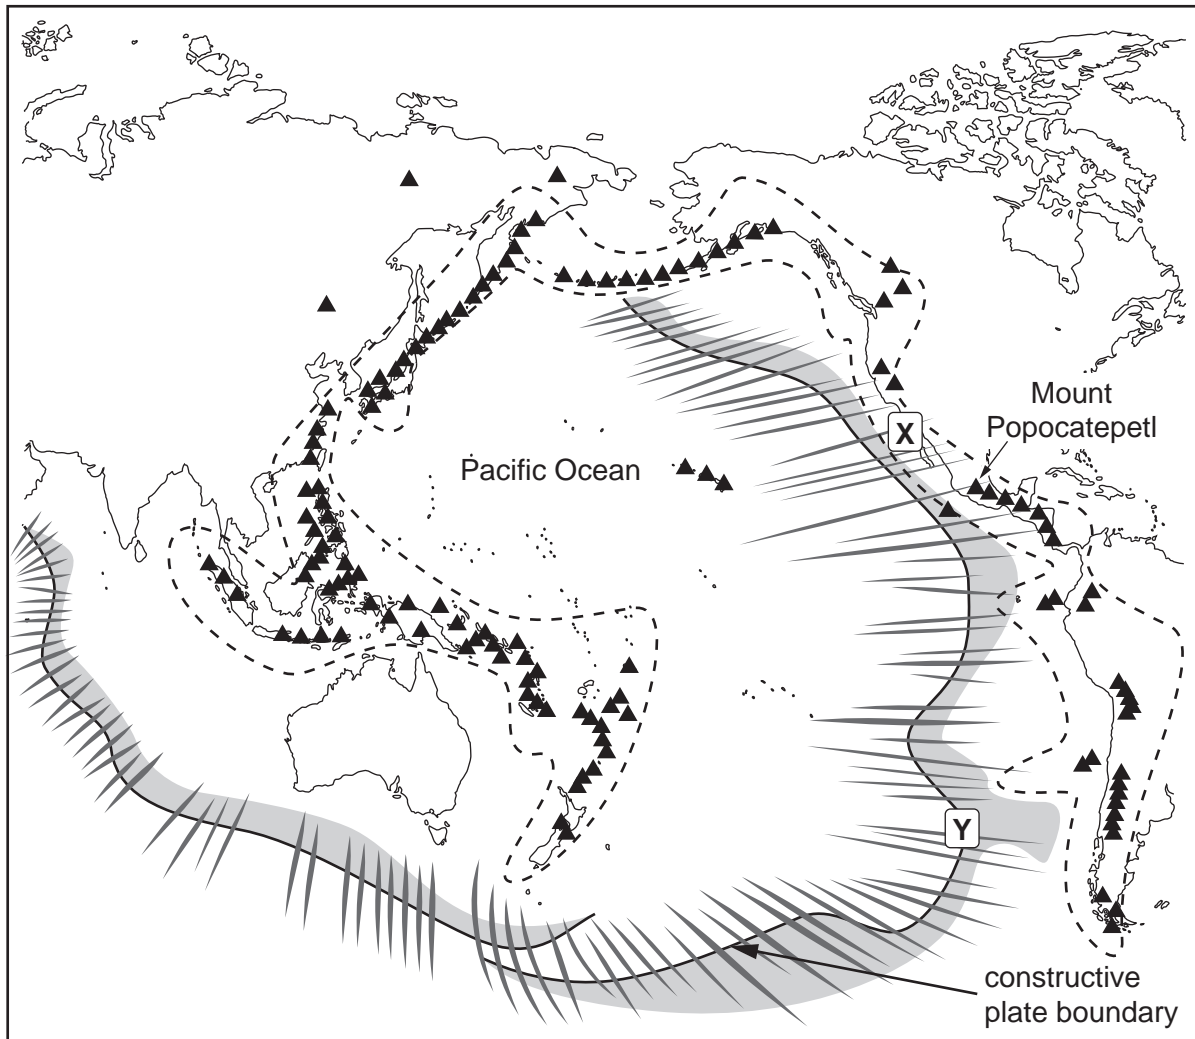 Mount
Popocatepetl
X
Pacific Ocean
Y
constructive
plate boundary